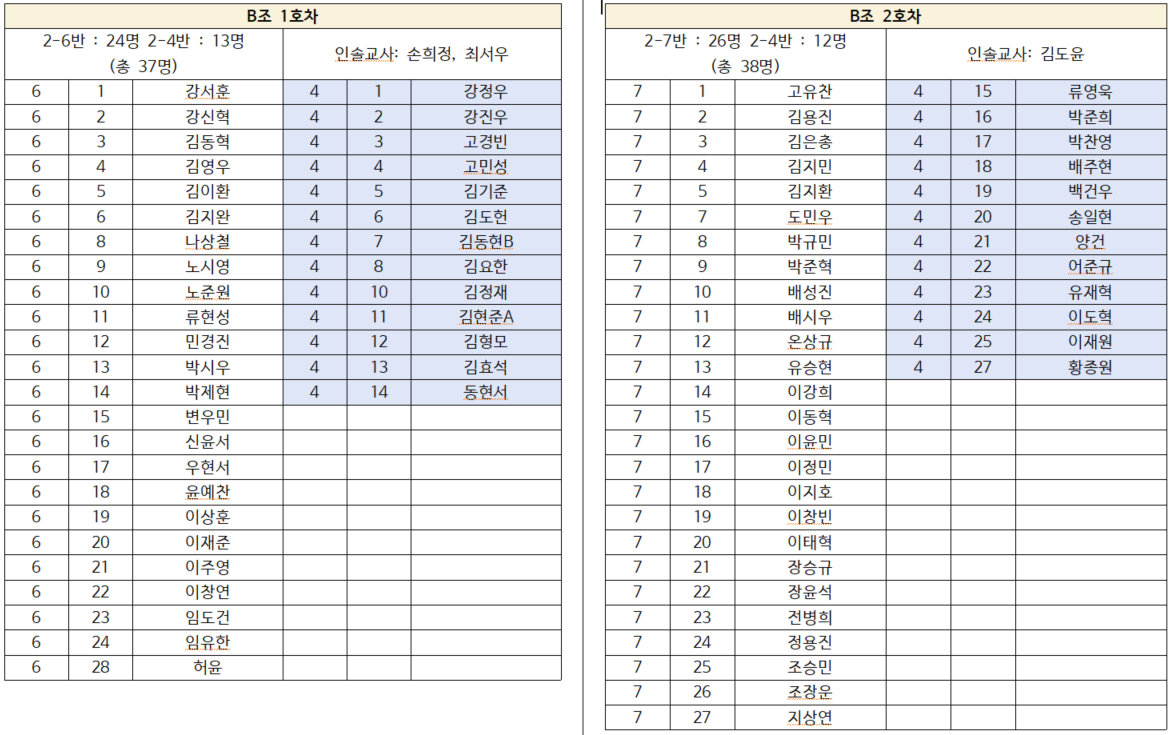 B조 1호차
2-6반 : 24명 2-4반 : 13명
(총 37명)
인솔교사: 손희정, 최서우
6 1 강서훈 4 1 강정우
6 2 강신혁 4 2 강진우
6 3 김동혁 4 3 고경빈
6 4 김영우 4 4 고민성
6 5 김이환 4 5 김기준
6 6 김지완 4 6 김도헌
6 8 나상철 4 7 김동현B
6 9 노시영 4 8 김요한
6 10 노준원 4 10 김정재
6 11 류현성 4 11 김현준A
6 12 민경진 4 12 김형모
6 13 박시우 4 13 김효석
6 14 박제현 4 14 동현서
6 15 변우민
6 16 신윤서
6 17 우현서
6 18 윤예찬
6 19 이상훈
6 20 이재준
6 21 이주영
6 22 이창연
6 23 임도건
6 24 임유한
6 28 허윤
B조 2호차
2-7반 : 26명 2-4반 : 12명
(총 38명)
인솔교사: 김도윤
7 1 고유찬 4 15 류영욱
7 2 김용진 4 16 박준희
7 3 김은총 4 17 박찬영
7 4 김지민 4 18 배주현
7 5 김지환 4 19 백건우
7 7 도민우 4 20 송일현
7 8 박규민 4 21 양건
7 9 박준혁 4 22 어준규
7 10 배성진 4 23 유재혁
7 11 배시우 4 24 이도혁
7 12 온상규 4 25 이재원
7 13 유승현 4 27 황종원
7 14 이강희
7 15 이동혁
7 16 이윤민
7 17 이정민
7 18 이지호
7 19 이창빈
7 20 이태혁
7 21 장승규
7 22 장윤석
7 23 전병희
7 24 정용진
7 25 조승민
7 26 조장운
7 27 지상연